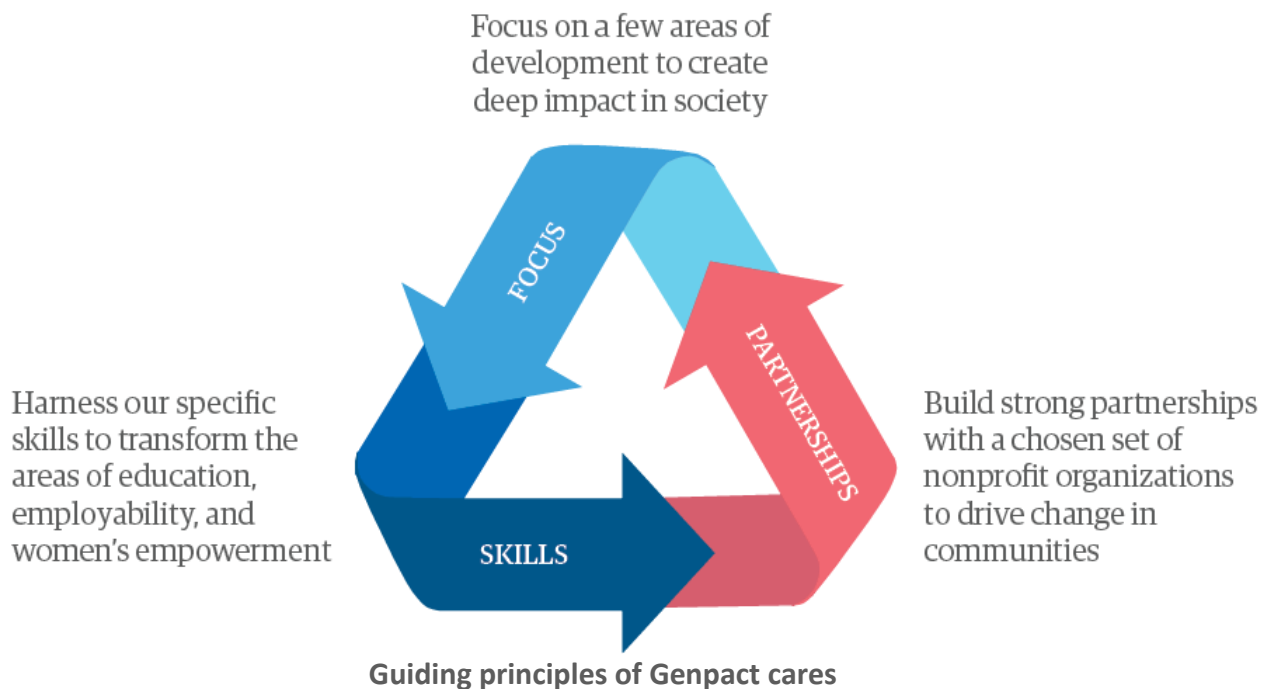 Focus on a few areas of
development to create
deep impact in society
FOCUS
PARTNERSHIPS
Harness our specific
skills to transform the
areas of education,
employability, and
women’s empowerment
Build strong partnerships
with a chosen set of
nonprofit organizations
to drive change in
communities
SKILLS
Guiding principles of Genpact cares